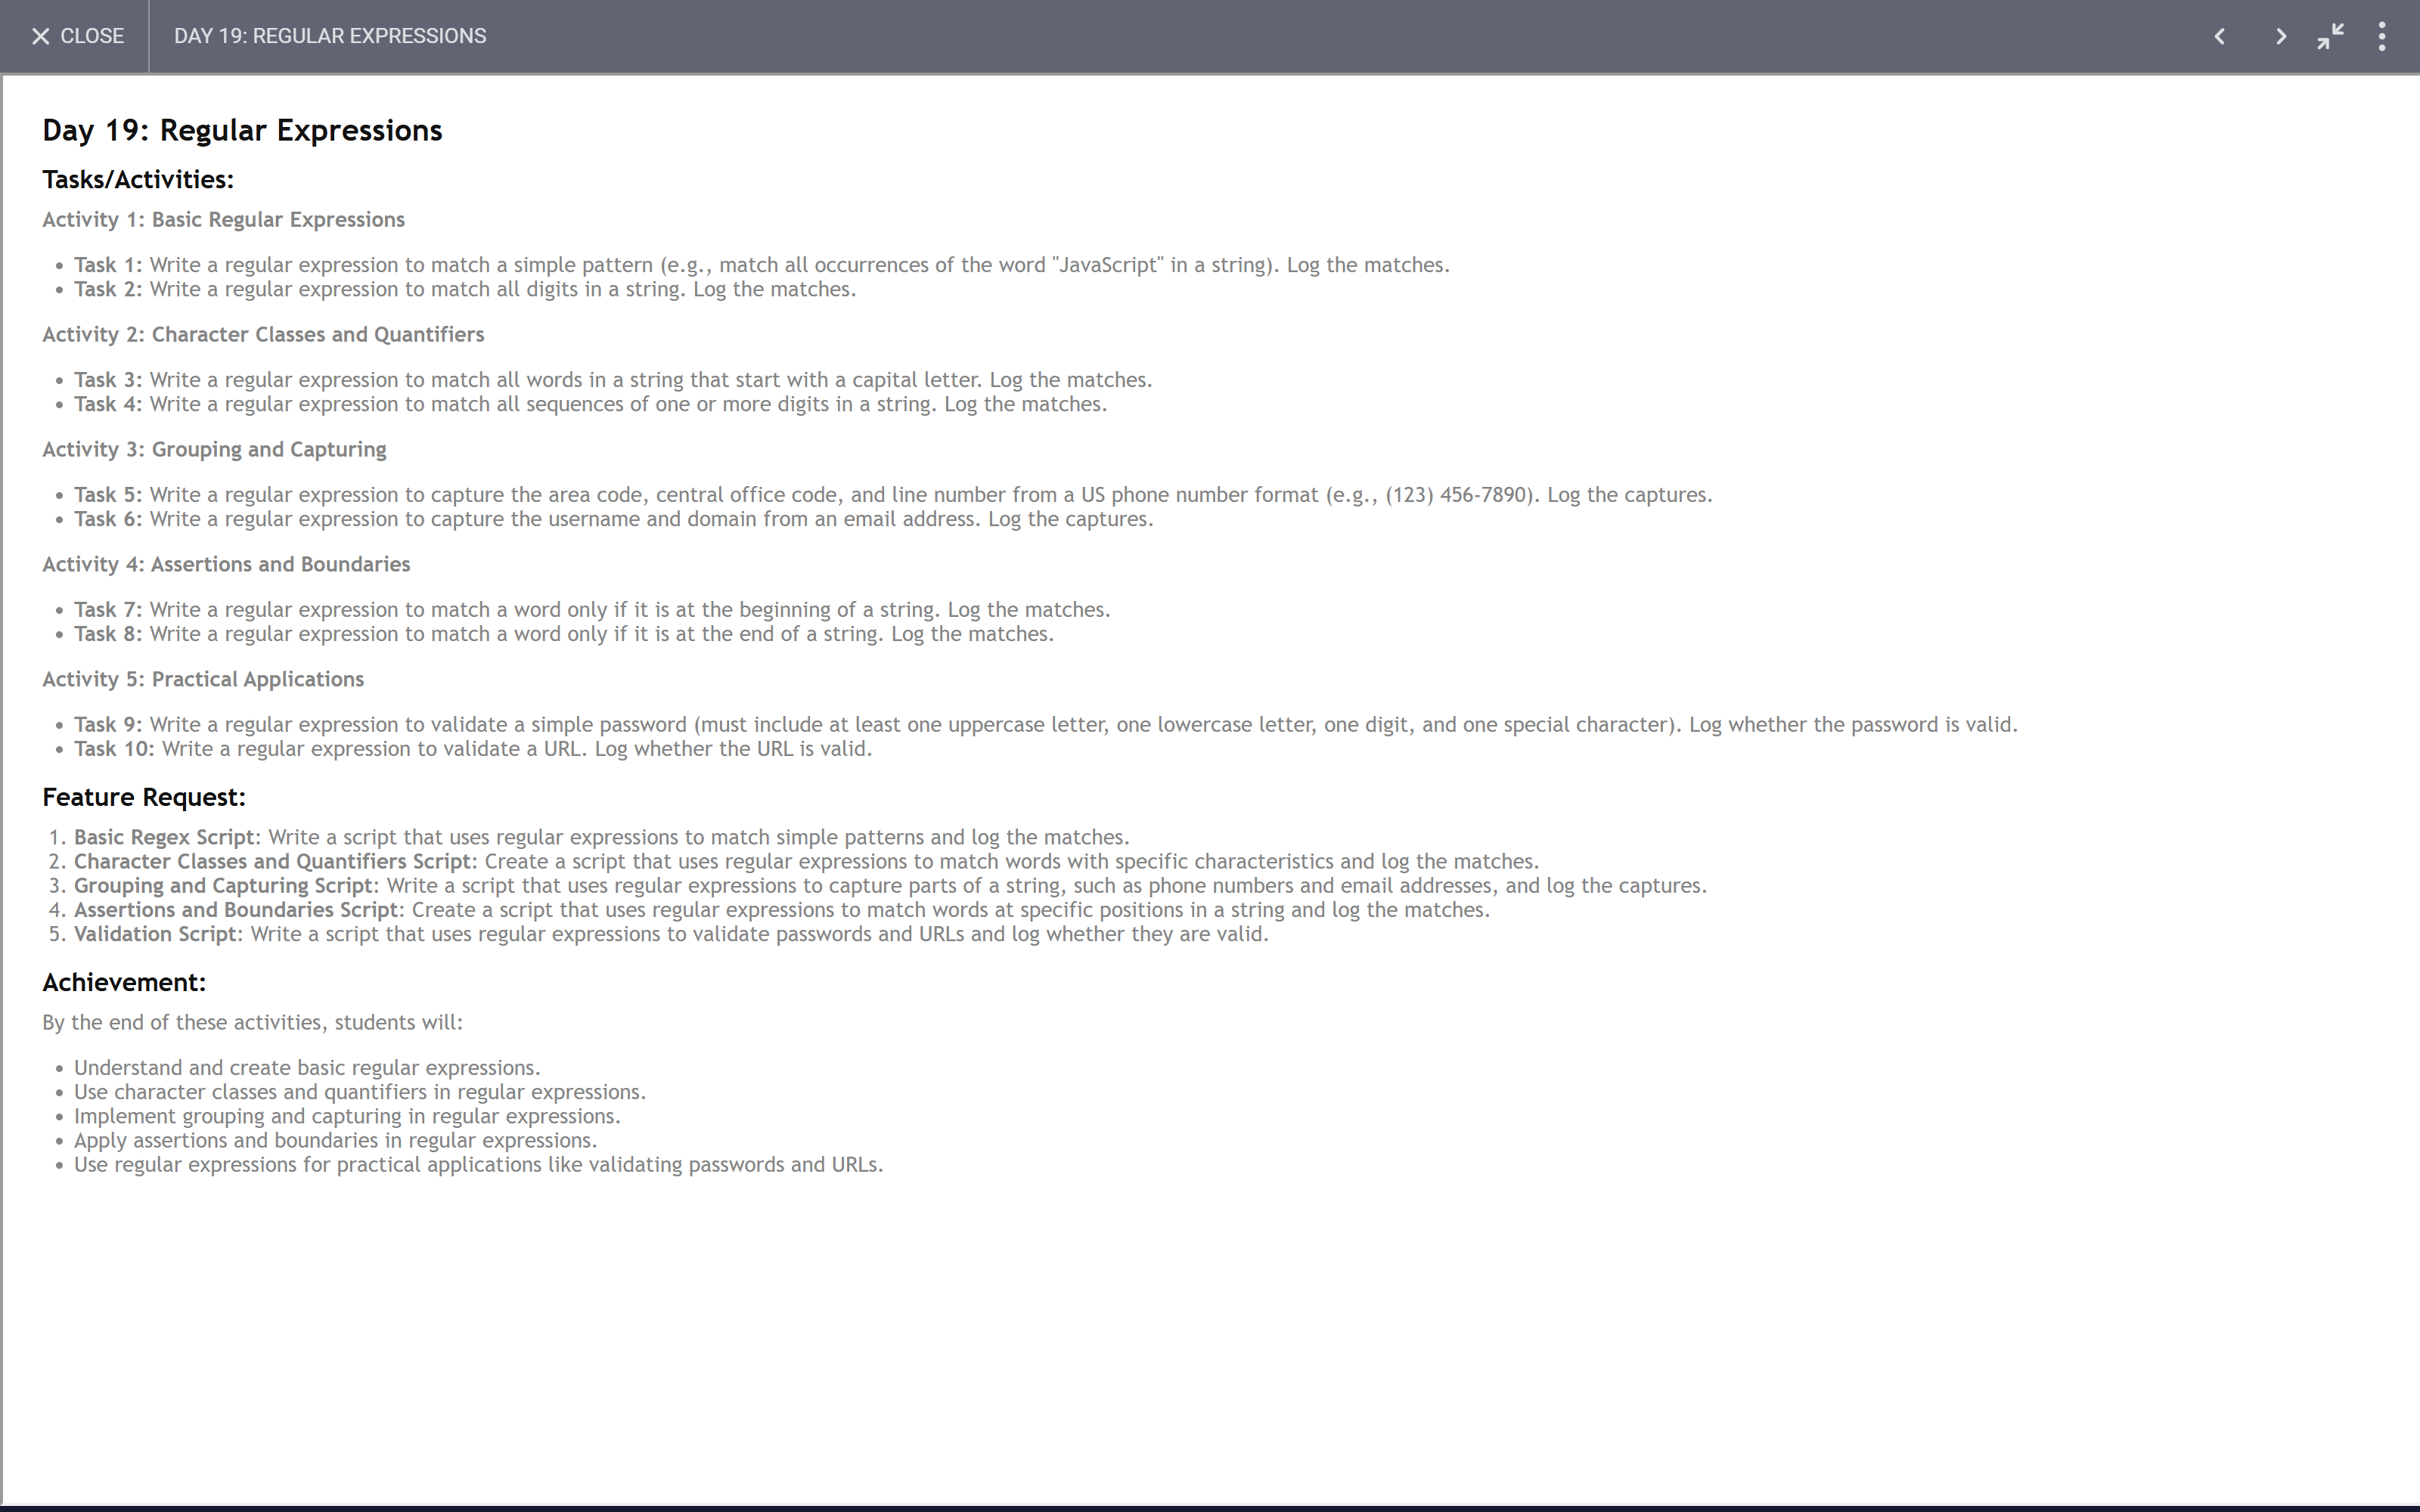 CLOSE
DAY 19: REGULAR EXPRESSIONS
Day 19: Regular Expressions
Tasks/Activities:
Activity 1: Basic Regular Expressions
• Task 1: Write a regular expression to match a simple pattern (e.g., match all occurrences of the word "JavaScript" in a string). Log the matches.
• Task 2: Write a regular expression to match all digits in a string. Log the matches.
Activity 2: Character Classes and Quantifiers
• Task 3: Write a regular expression to match all words in a string that start with a capital letter. Log the matches.
• Task 4: Write a regular expression to match all sequences of one or more digits in a string. Log the matches.
Activity 3: Grouping and Capturing
• Task 5: Write a regular expression to capture the area code, central office code, and line number from a US phone number format (e.g., (123) 456-7890). Log the captures.
• Task 6: Write a regular expression to capture the username and domain from an email address. Log the captures.
Activity 4: Assertions and Boundaries
• Task 7: Write a regular expression to match a word only if it is at the beginning of a string. Log the matches.
• Task 8: Write a regular expression to match a word only if it is at the end of a string. Log the matches.
Activity 5: Practical Applications
• Task 9: Write a regular expression to validate a simple password (must include at least one uppercase letter, one lowercase letter, one digit, and one special character). Log whether the password is valid.
• Task 10: Write a regular expression to validate a URL. Log whether the URL is valid.
Feature Request:
1. Basic Regex Script: Write a script that uses regular expressions to match simple patterns and log the matches.
2. Character Classes and Quantifiers Script: Create a script that uses regular expressions to match words with specific characteristics and log the matches.
3. Grouping and Capturing Script: Write a script that uses regular expressions to capture parts of a string, such as phone numbers and email addresses, and log the captures.
4. Assertions and Boundaries Script: Create a script that uses regular expressions to match words at specific positions in a string and log the matches.
5. Validation Script: Write a script that uses regular expressions to validate passwords and URLs and log whether they are valid.
Achievement:
By the end of these activities, students will:
• Understand and create basic regular expressions.
• Use character classes and quantifiers in regular expressions.
• Implement grouping and capturing in regular expressions.
• Apply assertions and boundaries in regular expressions.
• Use regular expressions for practical applications like validating passwords and URLs.